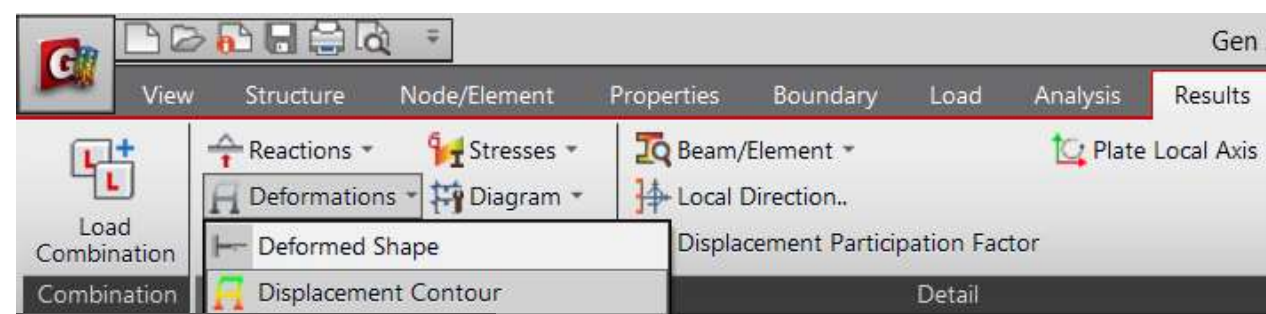 Gen
View Structure Node/Element Properties Boundary Load Analysis Results
Reactions Stresses Beam/Element Plate Local Axis
Deformations Diagram Local Direction..
Load
Combination
Deformed Shape Displacement Participation Factor
Combination Displacement Contour Detail